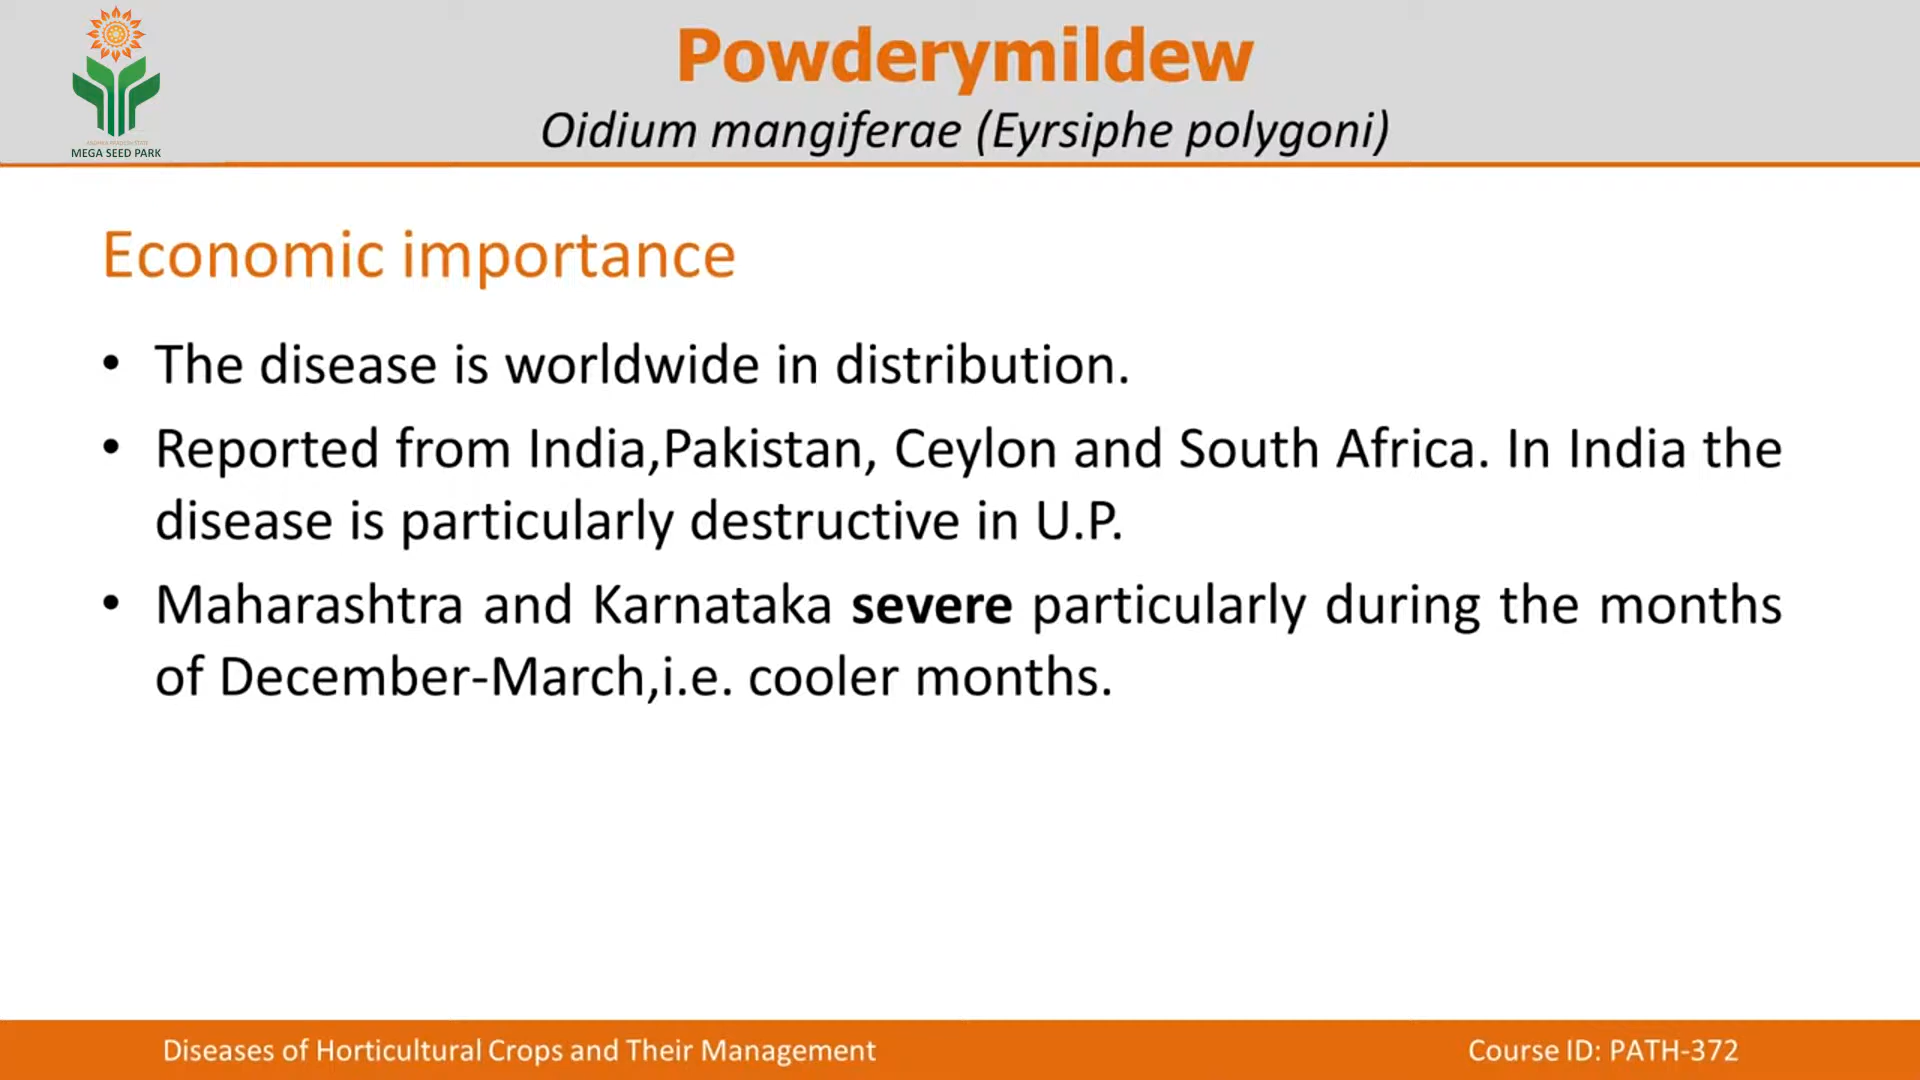 Powderymildew
Oidium mangiferae (Eyrsiphe polygoni)
MEGA SEED PARK
Economic importance
• The disease is worldwide in distribution.
• Reported from India,Pakistan, Ceylon and South Africa. In India the
disease is particularly destructive in U.P.
• Maharashtra and Karnataka severe particularly during the months
of December-March,i.e. cooler months.
Diseases of Horticultural Crops and Their Management
Course ID: PATH-372